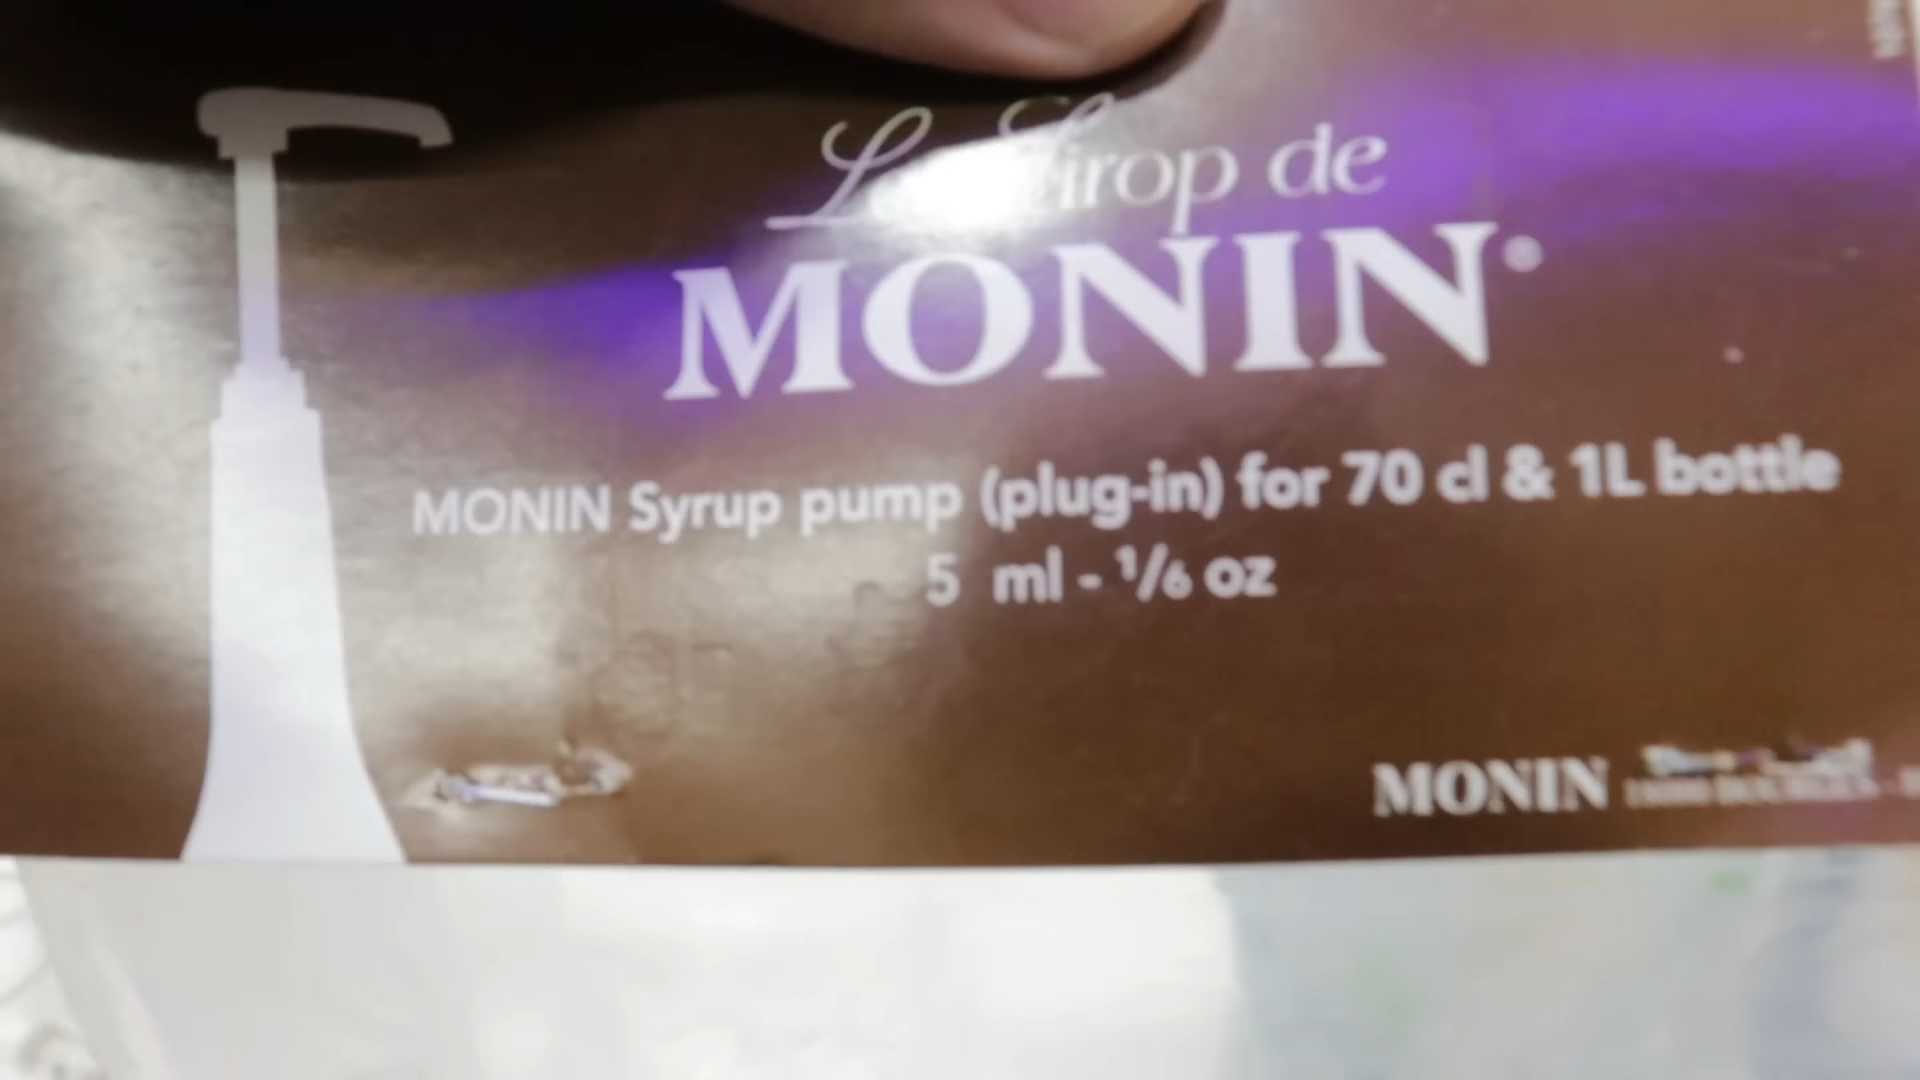 Le Sirop de
MONIN
MONIN Syrup pump (plug-in) for 70 cl & 1L bottle
5 ml - 1/6 oz
MONIN